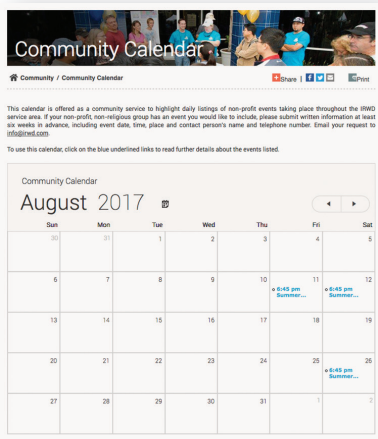 Community Calendar
Community / Community Calendar
Share |
Print
This calendar is offered as a community service to highlight daily listings of non-profit events taking place throughout the IRWD
service area. If your non-profit, non-religious group has an event you would like to include, please submit written information at least
six weeks in advance, including event date, time, place and contact person's name and telephone number. Email your request to
info@irwd.com.
To use this calendar, click on the blue underlined links to read further details about the events listed.
Community Calendar
August 2017
Sun Mon Tue Wed Thu Fri Sat
30 31 1 2 3 4 5
6 7 8 9 10 11 12
6:45 pm 6:45 pm
Summer... Summer...
13 14 15 16 17 18 19
20 21 22 23 24 25 26
6:45 pm
Summer...
27 28 29 30 31 1 2